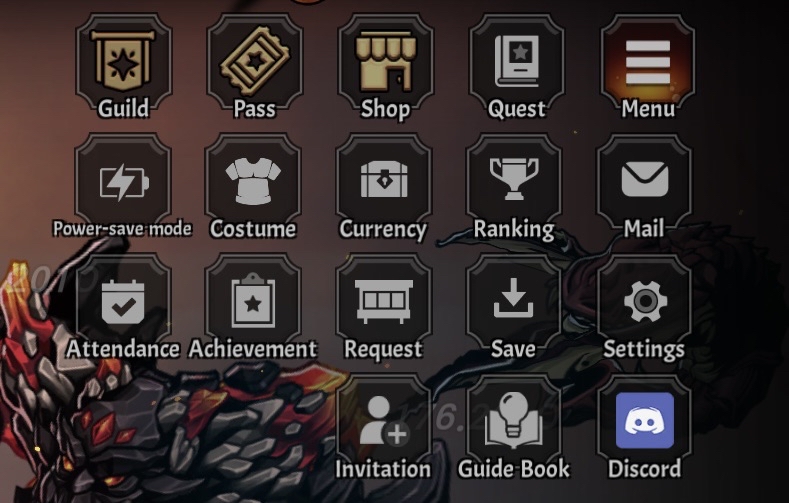 Guild Pass Shop Quest Menu
Power-save mode Costume Currency Ranking Mail
Attendance Achievement Request Save Settings
Invitation Guide Book Discord